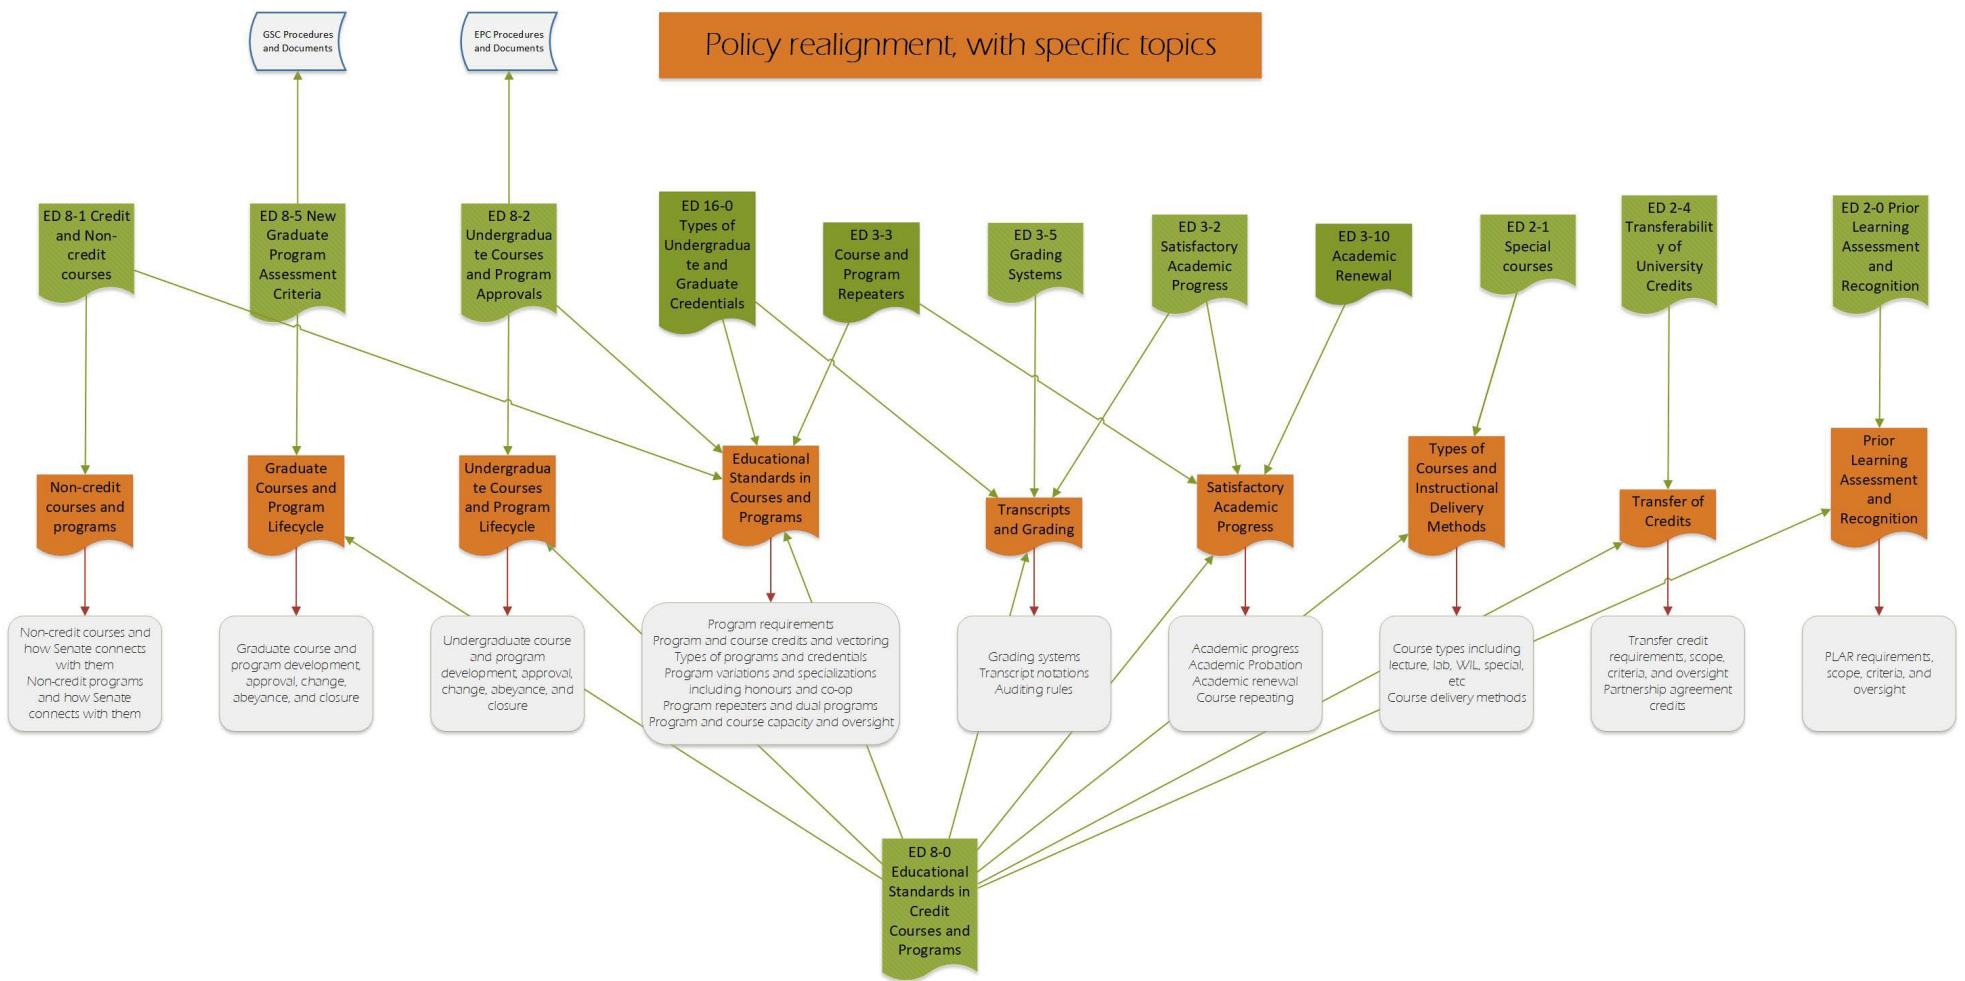 GSC Procedures
and Documents
EPC Procedures
and Documents
Policy realignment, with specific topics
ED 8-1 Credit
and Non-
credit
courses
ED 8-5 New
Graduate
Program
Assessment
Criteria
ED 8-2
Undergradua
te Courses
and Program
Approvals
ED 16-0
Types of
Undergradua
te and
Graduate
Credentials
ED 3-3
Course and
Program
Repeaters
ED 3-5
Grading
Systems
ED 3-2
Satisfactory
Academic
Progress
ED 3-10
Academic
Renewal
ED 2-1
Special
courses
ED 2-4
Transferabilit
y of
University
Credits
ED 2-0 Prior
Learning
Assessment
and
Recognition
Non-credit
courses and
programs
Graduate
Courses and
Program
Lifecycle
Undergradua
te Courses
and Program
Lifecycle
Educational
Standards in
Courses and
Programs
Transcripts
and Grading
Satisfactory
Academic
Progress
Types of
Courses and
Instructional
Delivery
Methods
Transfer of
Credits
Prior
Learning
Assessment
and
Recognition
Non-credit courses and
how Senate connects
with them
Non-credit programs
and how Senate
connects with them
Graduate course and
program development,
approval, change,
abeyance, and closure
Undergraduate course
and program
development, approval,
change, abeyance, and
closure
Program requirements
Program and course credits and vectoring
Types of programs and credentials
Program variations and specializations
including honours and co-op
Program repeaters and dual programs
Program and course capacity and oversight
Grading systems
Transcript notations
Auditing rules
Academic progress
Academic Probation
Academic renewal
Course repeating
Course types including
lecture, lab, WIL, special,
etc
Course delivery methods
Transfer credit
requirements, scope,
criteria, and oversight
Partnership agreement
credits
PLAR requirements,
scope, criteria, and
oversight
ED 8-0
Educational
Standards in
Credit
Courses and
Programs